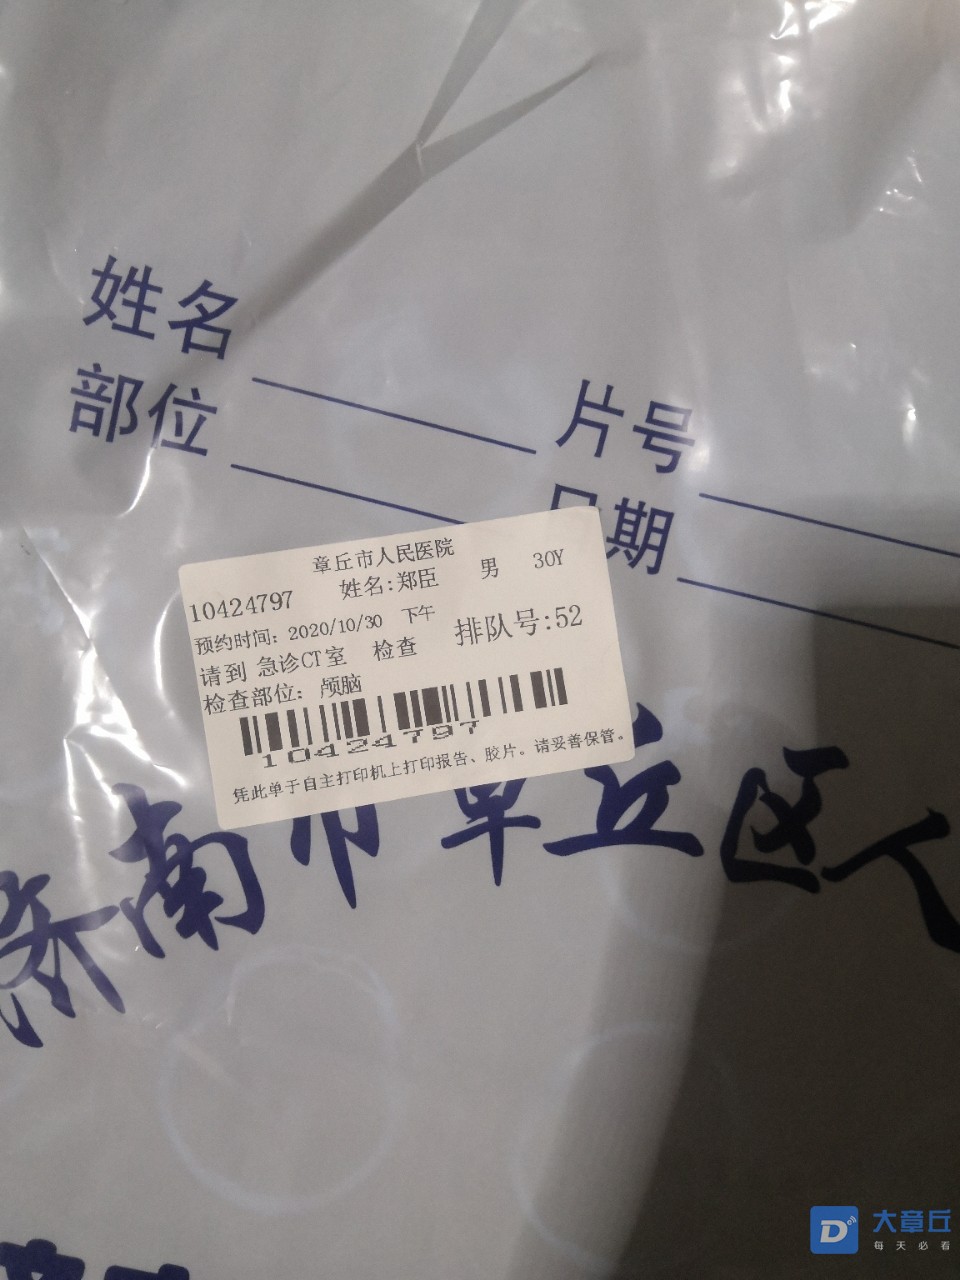 姓名
部位
片号
日期
章丘市人民医院
10424797 姓名:郑臣 男 30Y
预约时间: 2020/10/30 下午
请到 急诊CT室 检查 排队号:52
检查部位: 颅脑
10424797
凭此单于自主打印机上打印报告、胶片。请妥善保管。
济南市章丘区人
大章丘
每天必看